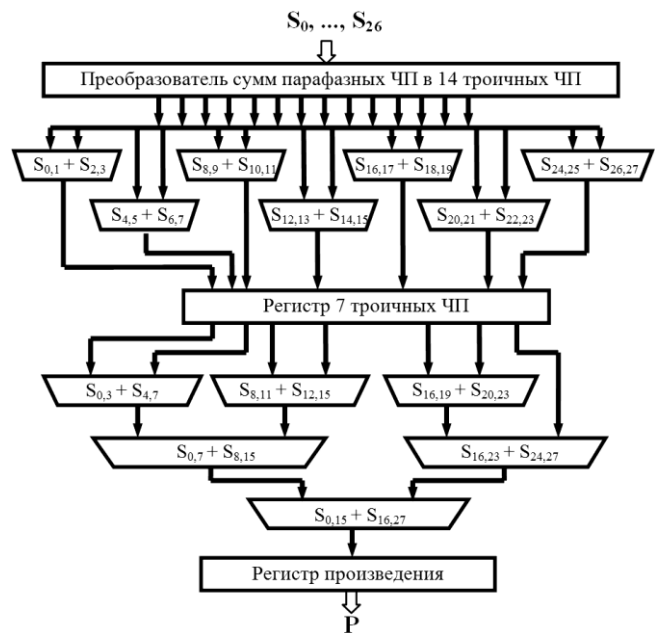 S0, ..., S26
Преобразователь сумм парафазных ЧП в 14 троичных ЧП
S0,1 + S2,3
S8,9 + S10,11
S16,17 + S18,19
S24,25 + S26,27
S4,5 + S6,7
S12,13 + S14,15
S20,21 + S22,23
Регистр 7 троичных ЧП
S0,3 + S4,7
S8,11 + S12,15
S16,19 + S20,23
S0,7 + S8,15
S16,23 + S24,27
S0,15 + S16,27
Регистр произведения
P